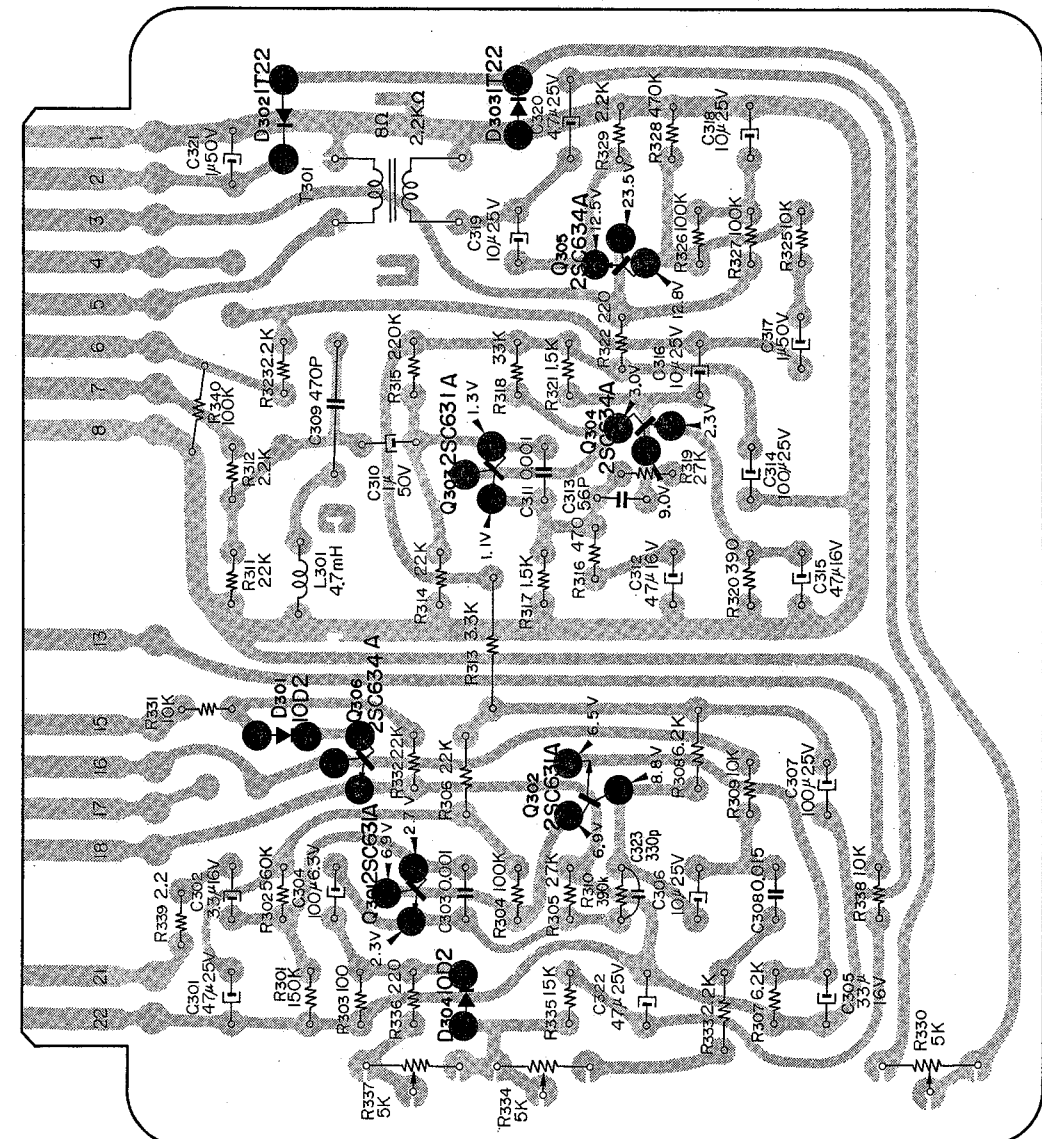 1
2
3
4
5
6
7
8
13
15
16
17
18
21
22
C321
1μ50V
D302 1T22
8Ω
2.2KΩ
T301
E
E
C
D303 1T22
C320
47μ25V
R329 2.2K
R328 470K
C318
10μ25V
C319
10μ25V
Q305
2SC634A
12.5V
23.5V
12.8V
R326 100K
R327 100K
R325 10K
R340
100K
R323 2.2K
C309 470P
R315 220K
R318 33K
R321 1.5K
R322 220
C316
10μ25V
C317
1μ50V
R312
2.2K
C310
1μ
50V
Q303
2SC631A
1.3V
1.1V
C311 0.001
Q304
2SC634A
3.0V
2.3V
9.0V
C313
56P
R319
27K
C314
100μ25V
R311
22K
L301
4.7mH
R314 22K
R317 1.5K
R316 470
C312
47μ16V
R320 390
C315
47μ16V
R313 3.3K
R331
10K
D301
10D2
Q306
2SC634A
R332 22K
R306 22K
Q302
2SC631A
6.5V
8.8V
6.9V
R308 6.2K
R309 10K
C307
100μ25V
R339 2.2
C302
3.3μ16V
R302 560K
C304
100μ6.3V
Q301 2SC631A
6.9V
2.7V
2.3V
C303 0.001
R304 100K
R305 27K
R310
390k
C323
330p
C306
10μ25V
C308 0.015
R338 10K
C301
47μ25V
R301
150K
R303 100
R336 220
D304 10D2
R335 15K
C322
47μ25V
R333 2.2K
R307 6.2K
C305
33μ
16V
R337
5K
R334
5K
R330
5K